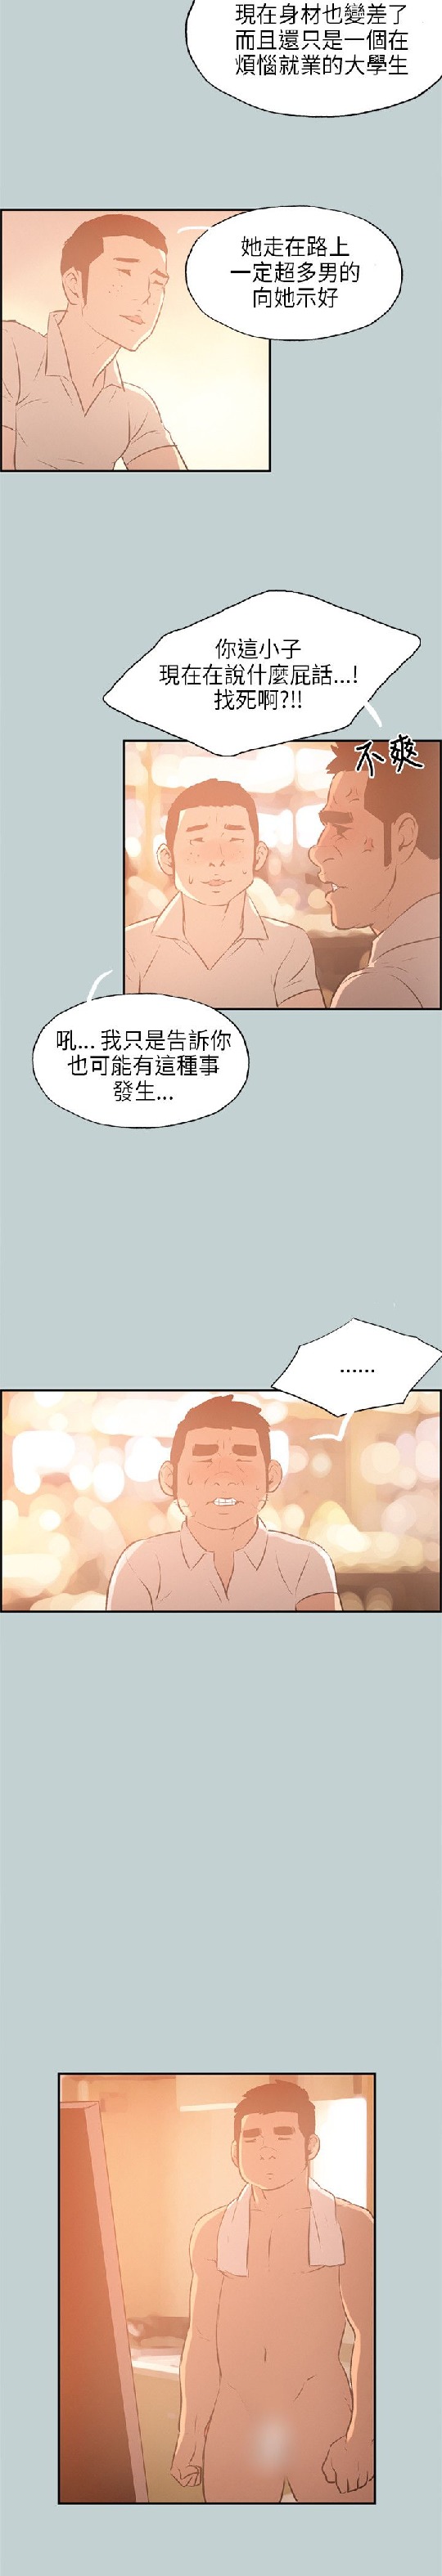 現在身材也變差了
而且還只是一個在
煩惱就業的大學生
她走在路上
一定超多男的
向她示好
你這小子
現在在說什麼屁話...!
找死啊?!!
不爽
吼... 我只是告訴你
也可能有這種事
發生...
......